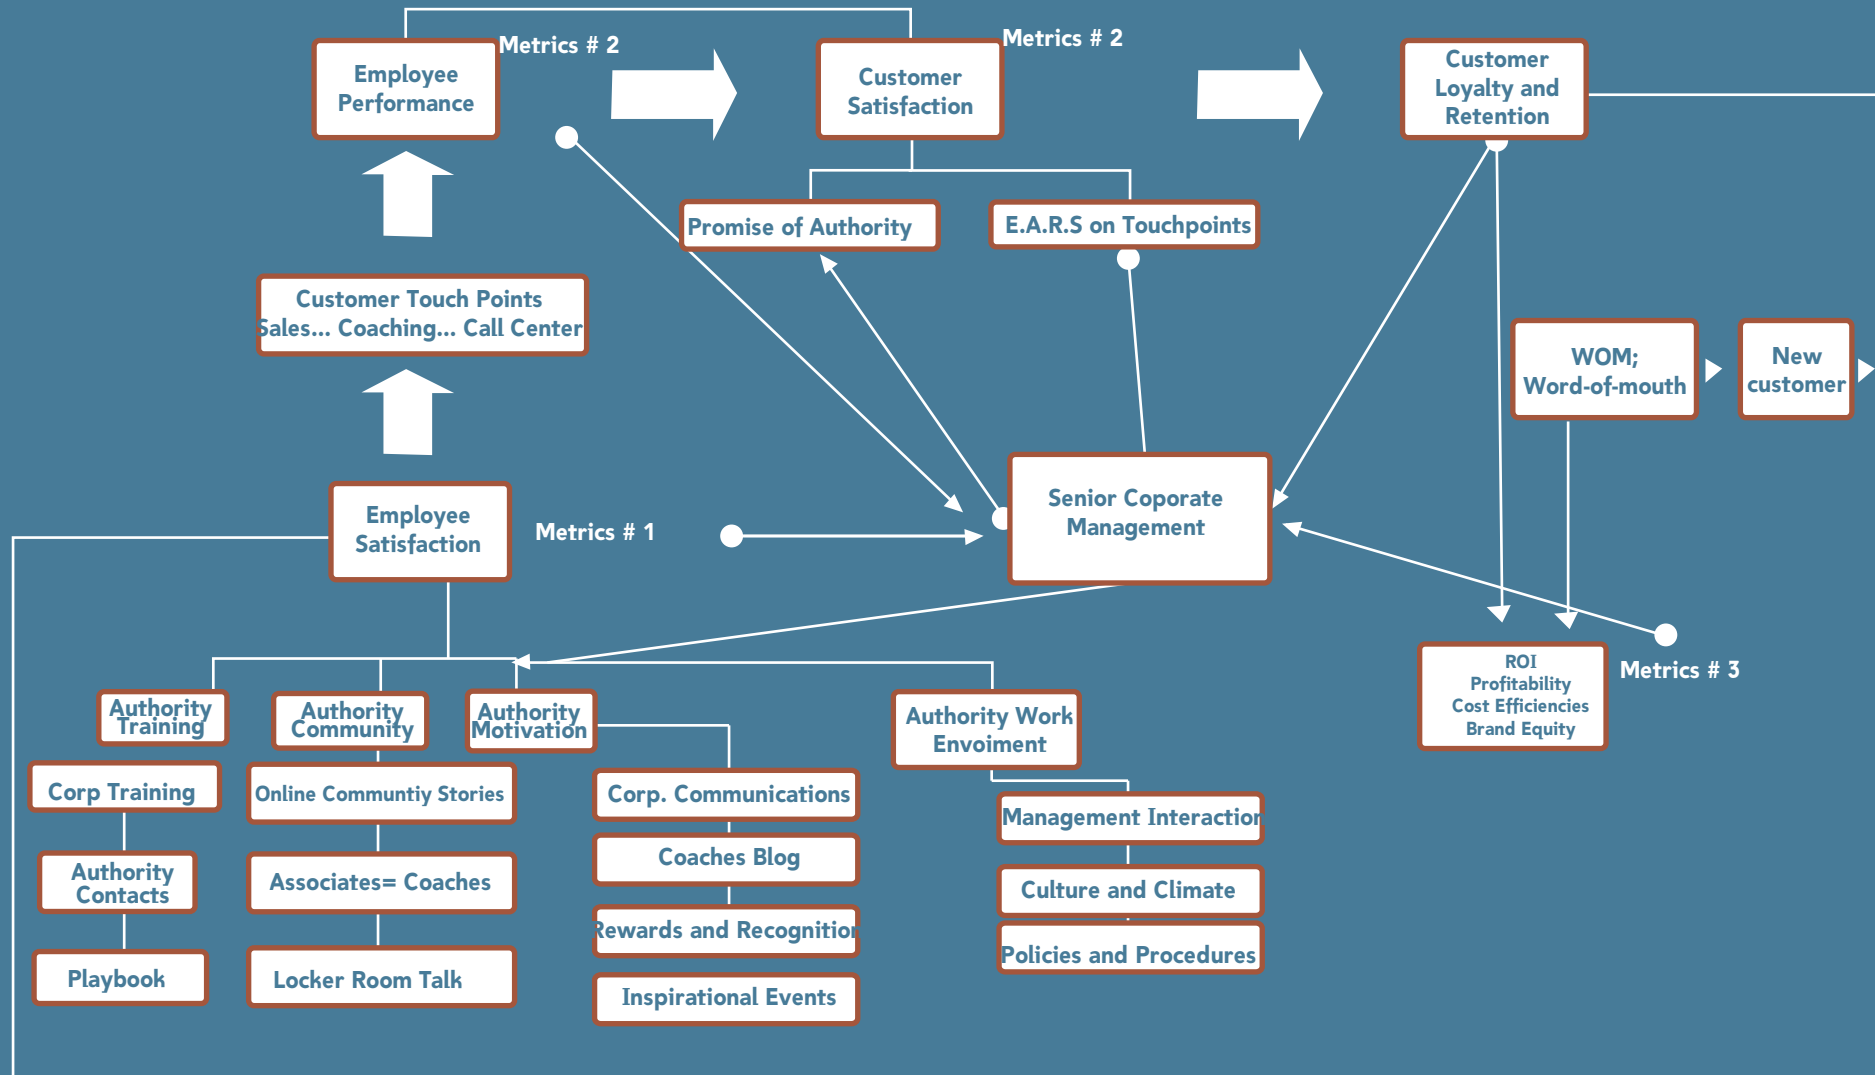 Employee
Performance
Metrics # 2
Customer
Satisfaction
Metrics # 2
Customer
Loyalty and
Retention
Promise of Authority
E.A.R.S on Touchpoints
Customer Touch Points
Sales... Coaching... Call Center
WOM;
Word-of-mouth
New
customer
Employee
Satisfaction
Metrics # 1
Senior Coporate
Management
ROI
Profitability
Cost Efficiencies
Brand Equity
Metrics # 3
Authority
Training
Authority
Community
Authority
Motivation
Authority Work
Envoiment
Corp Training
Authority
Contacts
Playbook
Online Communtiy Stories
Associates= Coaches
Locker Room Talk
Corp. Communications
Coaches Blog
Rewards and Recognition
Inspirational Events
Management Interaction
Culture and Climate
Policies and Procedures